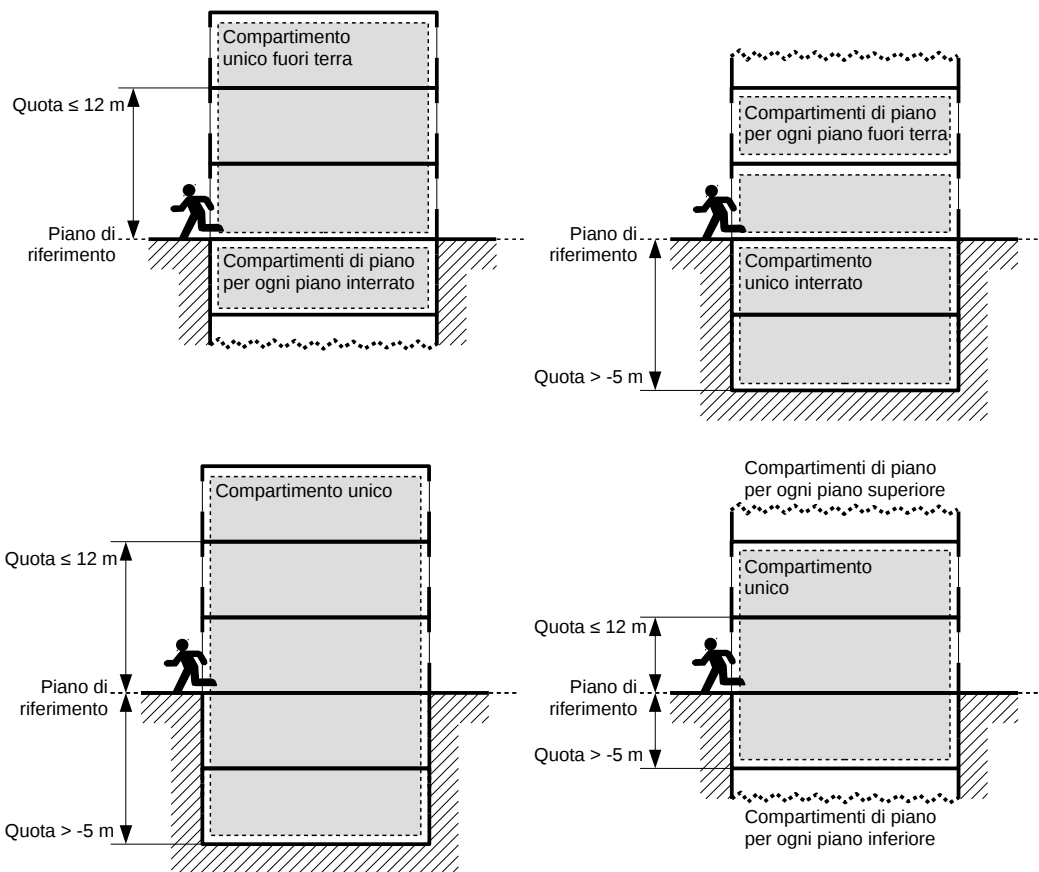 Compartimento
unico fuori terra
Quota ≤ 12 m
Piano di
riferimento
Compartimenti di piano
per ogni piano interrato
Compartimenti di piano
per ogni piano fuori terra
Piano di
riferimento
Compartimento
unico interrato
Quota > -5 m
Compartimento unico
Quota ≤ 12 m
Piano di
riferimento
Quota > -5 m
Compartimenti di piano
per ogni piano superiore
Compartimento
unico
Quota ≤ 12 m
Piano di
riferimento
Quota > -5 m
Compartimenti di piano
per ogni piano inferiore